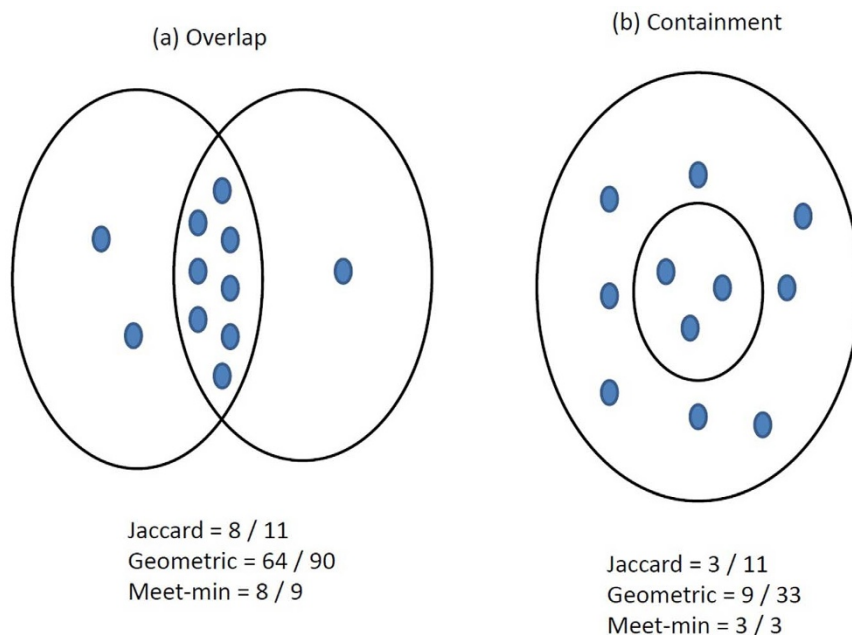 (a) Overlap
Jaccard = 8 / 11
Geometric = 64 / 90
Meet-min = 8 / 9
(b) Containment
Jaccard = 3 / 11
Geometric = 9 / 33
Meet-min = 3 / 3